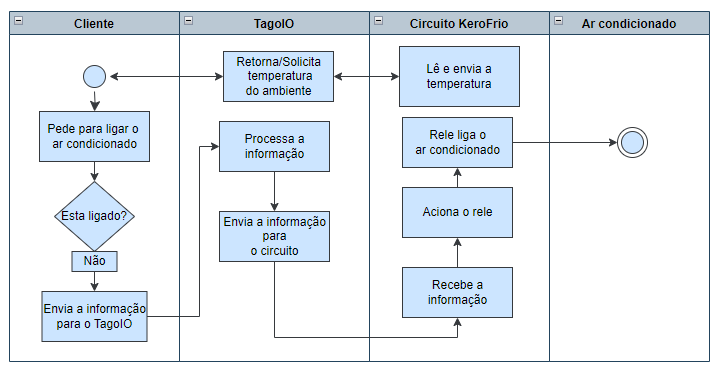 Cliente
TagoIO
Circuito KeroFrio
Ar condicionado
Retorna/Solicita
temperatura
do ambiente
Lê e envia a
temperatura
Pede para ligar o
ar condicionado
Processa a
informação
Rele liga o
ar condicionado
Esta ligado?
Envia a informação
para
o circuito
Aciona o rele
Não
Envia a informação
para o TagoIO
Recebe a
informação